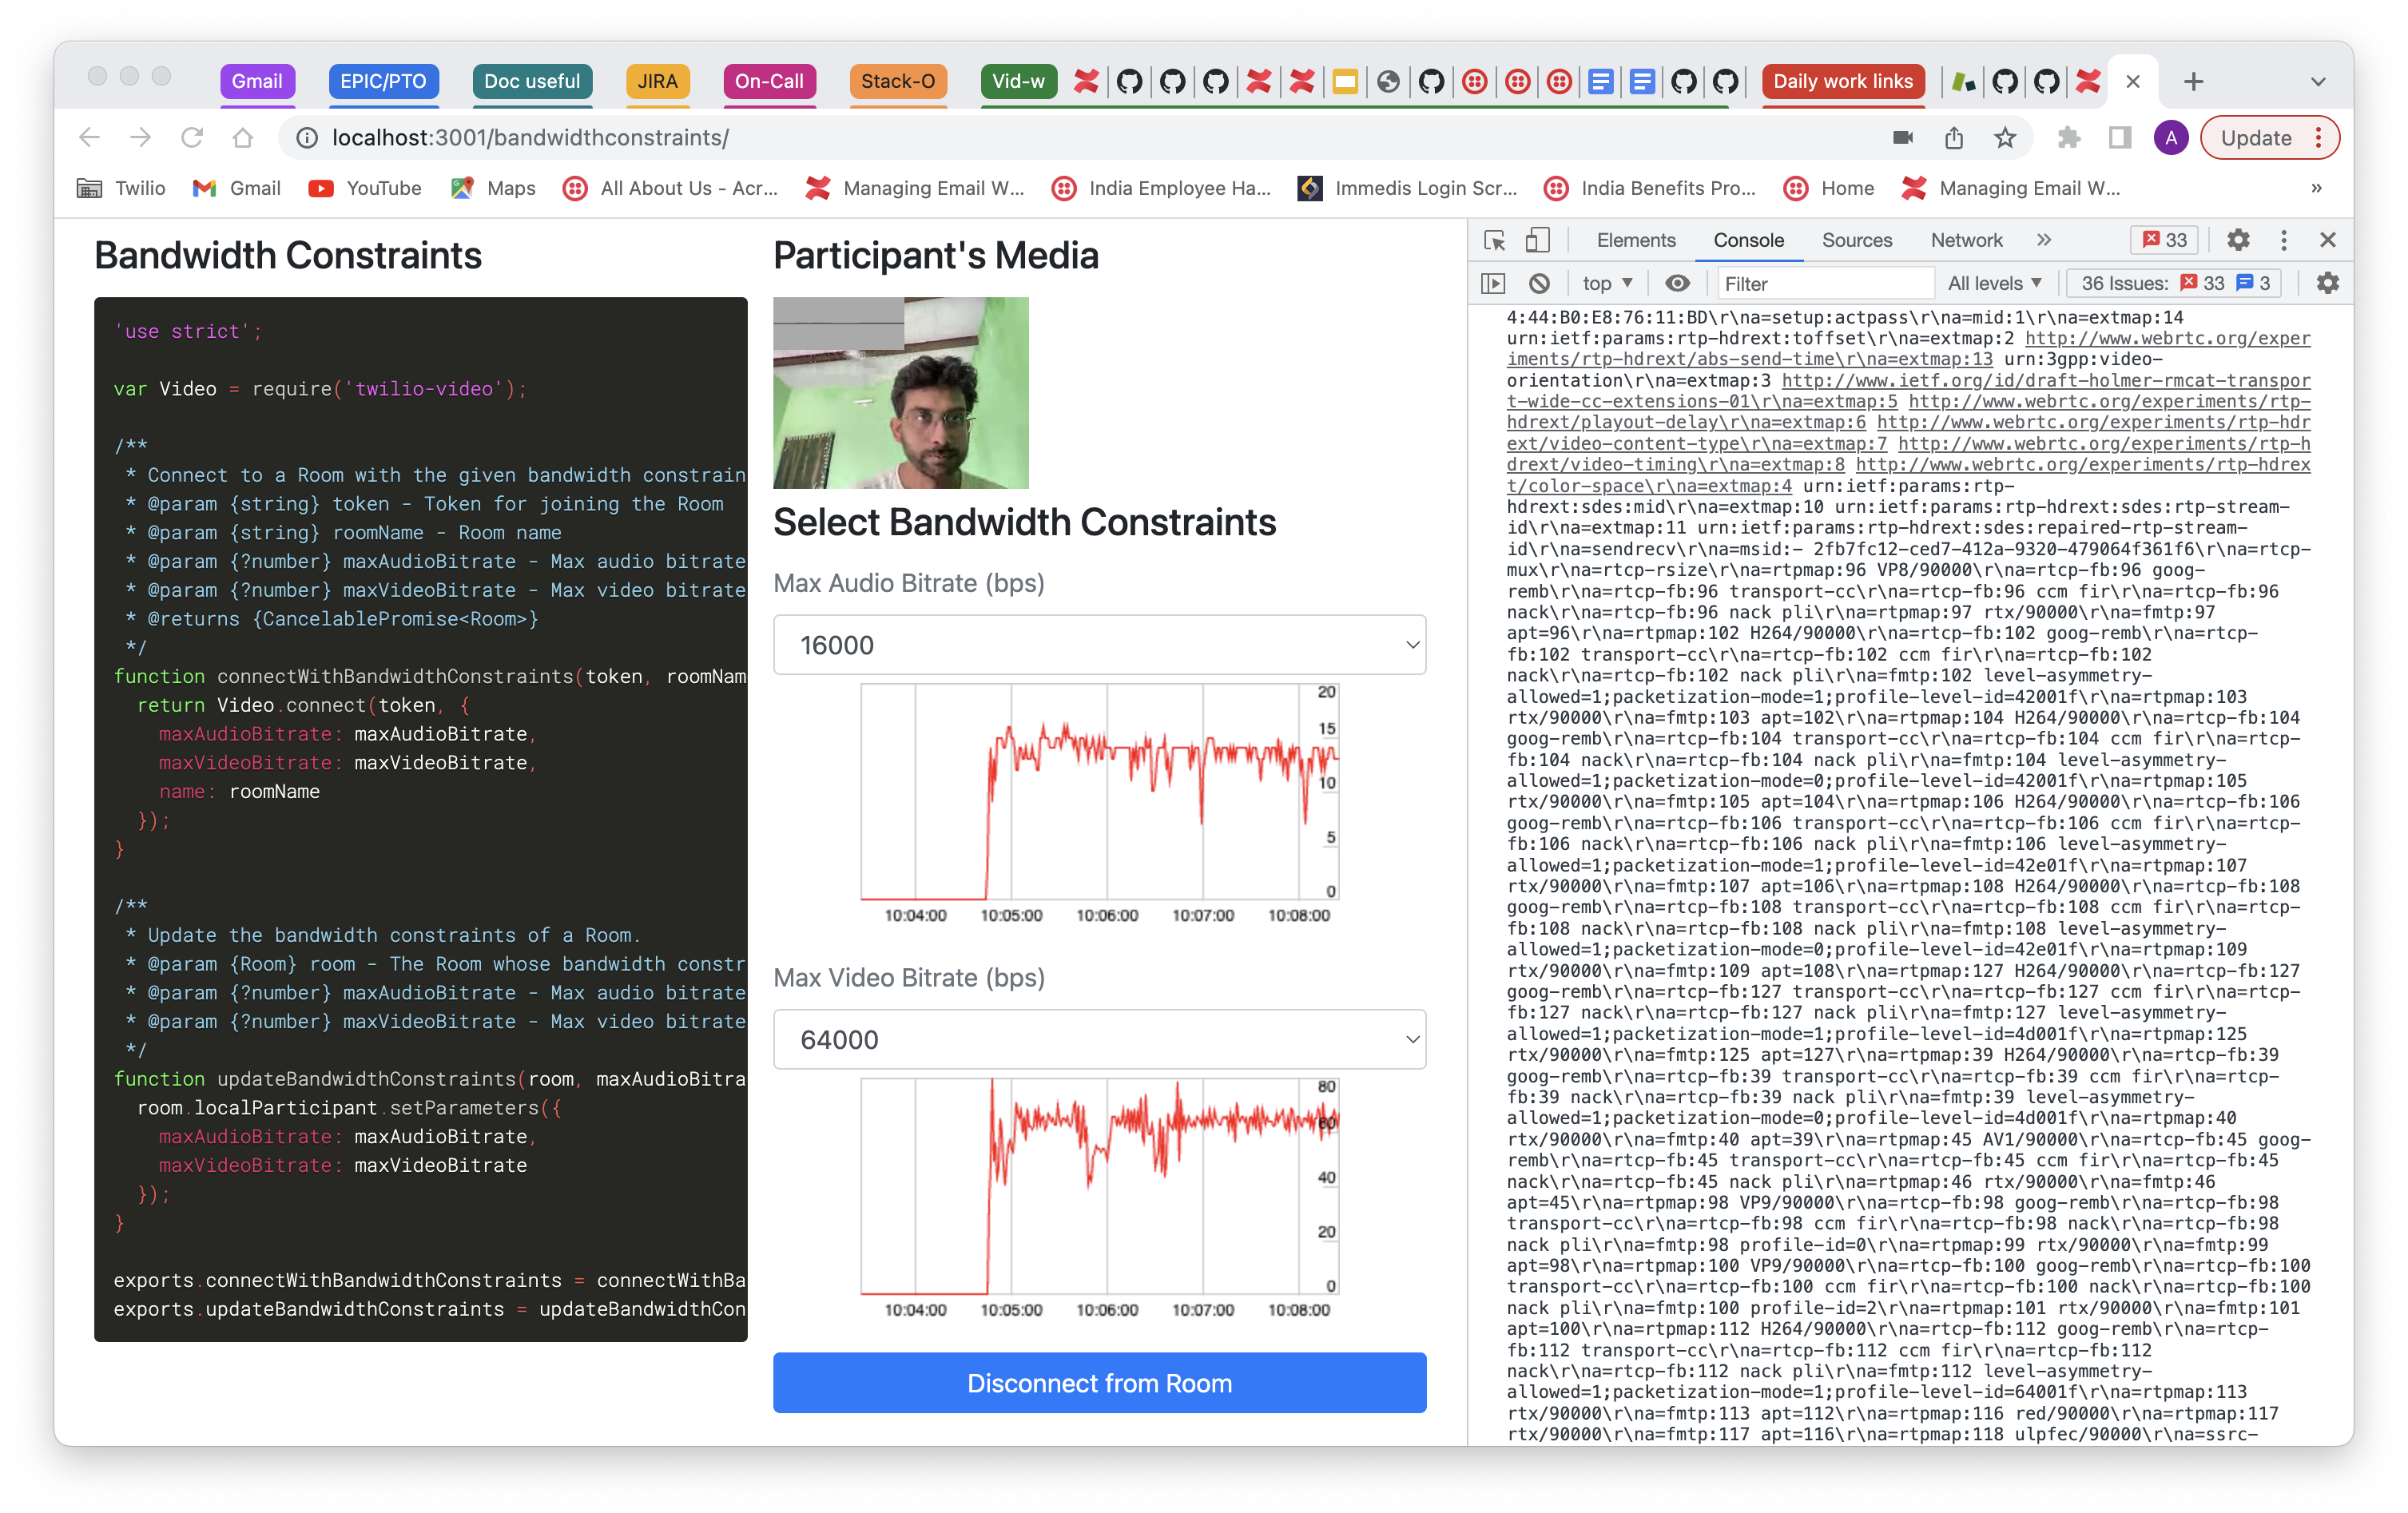 Gmail EPIC/PTO Doc useful JIRA On-Call Stack-O Vid-w Daily work links
localhost:3001/bandwidthconstraints/
A Update
Twilio Gmail YouTube Maps All About Us - Acr... Managing Email W... India Employee Ha... Immedis Login Scr... India Benefits Pro... Home Managing Email W... »
Bandwidth Constraints
'use strict';
var Video = require('twilio-video');
/**
* Connect to a Room with the given bandwidth constrain
* @param {string} token - Token for joining the Room
* @param {string} roomName - Room name
* @param {?number} maxAudioBitrate - Max audio bitrate
* @param {?number} maxVideoBitrate - Max video bitrate
* @returns {CancelablePromise<Room>}
*/
function connectWithBandwidthConstraints(token, roomNam
return Video.connect(token, {
maxAudioBitrate: maxAudioBitrate,
maxVideoBitrate: maxVideoBitrate,
name: roomName
});
}
/**
* Update the bandwidth constraints of a Room.
* @param {Room} room - The Room whose bandwidth constr
* @param {?number} maxAudioBitrate - Max audio bitrate
* @param {?number} maxVideoBitrate - Max video bitrate
*/
function updateBandwidthConstraints(room, maxAudioBitra
room.localParticipant.setParameters({
maxAudioBitrate: maxAudioBitrate,
maxVideoBitrate: maxVideoBitrate
});
}
exports.connectWithBandwidthConstraints = connectWithBa
exports.updateBandwidthConstraints = updateBandwidthCon
Participant's Media
Select Bandwidth Constraints
Max Audio Bitrate (bps)
16000
20
15
10
5
0
10:04:00 10:05:00 10:06:00 10:07:00 10:08:00
Max Video Bitrate (bps)
64000
80
60
40
20
0
10:04:00 10:05:00 10:06:00 10:07:00 10:08:00
Disconnect from Room
Elements Console Sources Network » 33
top Filter All levels 36 Issues: 33 3
4:44:B0:E8:76:11:BD\r\na=setup:actpass\r\na=mid:1\r\na=extmap:14
urn:ietf:params:rtp-hdrext:toffset\r\na=extmap:2 http://www.webrtc.org/exper
iments/rtp-hdrext/abs-send-time\r\na=extmap:13 urn:3gpp:video-
orientation\r\na=extmap:3 http://www.ietf.org/id/draft-holmer-rmcat-transpor
t-wide-cc-extensions-01\r\na=extmap:5 http://www.webrtc.org/experiments/rtp-
hdrext/playout-delay\r\na=extmap:6 http://www.webrtc.org/experiments/rtp-hdr
ext/video-content-type\r\na=extmap:7 http://www.webrtc.org/experiments/rtp-h
drext/video-timing\r\na=extmap:8 http://www.webrtc.org/experiments/rtp-hdrex
t/color-space\r\na=extmap:4 urn:ietf:params:rtp-
hdrext:sdes:mid\r\na=extmap:10 urn:ietf:params:rtp-hdrext:sdes:rtp-stream-
id\r\na=extmap:11 urn:ietf:params:rtp-hdrext:sdes:repaired-rtp-stream-
id\r\na=sendrecv\r\na=msid:- 2fb7fc12-ced7-412a-9320-479064f361f6\r\na=rtcp-
mux\r\na=rtcp-rsize\r\na=rtpmap:96 VP8/90000\r\na=rtcp-fb:96 goog-
remb\r\na=rtcp-fb:96 transport-cc\r\na=rtcp-fb:96 ccm fir\r\na=rtcp-fb:96
nack\r\na=rtcp-fb:96 nack pli\r\na=rtpmap:97 rtx/90000\r\na=fmtp:97
apt=96\r\na=rtpmap:102 H264/90000\r\na=rtcp-fb:102 goog-remb\r\na=rtcp-
fb:102 transport-cc\r\na=rtcp-fb:102 ccm fir\r\na=rtcp-fb:102
nack\r\na=rtcp-fb:102 nack pli\r\na=fmtp:102 level-asymmetry-
allowed=1;packetization-mode=1;profile-level-id=42001f\r\na=rtpmap:103
rtx/90000\r\na=fmtp:103 apt=102\r\na=rtpmap:104 H264/90000\r\na=rtcp-fb:104
goog-remb\r\na=rtcp-fb:104 transport-cc\r\na=rtcp-fb:104 ccm fir\r\na=rtcp-
fb:104 nack\r\na=rtcp-fb:104 nack pli\r\na=fmtp:104 level-asymmetry-
allowed=1;packetization-mode=0;profile-level-id=42001f\r\na=rtpmap:105
rtx/90000\r\na=fmtp:105 apt=104\r\na=rtpmap:106 H264/90000\r\na=rtcp-fb:106
goog-remb\r\na=rtcp-fb:106 transport-cc\r\na=rtcp-fb:106 ccm fir\r\na=rtcp-
fb:106 nack\r\na=rtcp-fb:106 nack pli\r\na=fmtp:106 level-asymmetry-
allowed=1;packetization-mode=1;profile-level-id=42e01f\r\na=rtpmap:107
rtx/90000\r\na=fmtp:107 apt=106\r\na=rtpmap:108 H264/90000\r\na=rtcp-fb:108
goog-remb\r\na=rtcp-fb:108 transport-cc\r\na=rtcp-fb:108 ccm fir\r\na=rtcp-
fb:108 nack\r\na=rtcp-fb:108 nack pli\r\na=fmtp:108 level-asymmetry-
allowed=1;packetization-mode=0;profile-level-id=42e01f\r\na=rtpmap:109
rtx/90000\r\na=fmtp:109 apt=108\r\na=rtpmap:127 H264/90000\r\na=rtcp-fb:127
goog-remb\r\na=rtcp-fb:127 transport-cc\r\na=rtcp-fb:127 ccm fir\r\na=rtcp-
fb:127 nack\r\na=rtcp-fb:127 nack pli\r\na=fmtp:127 level-asymmetry-
allowed=1;packetization-mode=1;profile-level-id=4d001f\r\na=rtpmap:125
rtx/90000\r\na=fmtp:125 apt=127\r\na=rtpmap:39 H264/90000\r\na=rtcp-fb:39
goog-remb\r\na=rtcp-fb:39 transport-cc\r\na=rtcp-fb:39 ccm fir\r\na=rtcp-
fb:39 nack\r\na=rtcp-fb:39 nack pli\r\na=fmtp:39 level-asymmetry-
allowed=1;packetization-mode=0;profile-level-id=4d001f\r\na=rtpmap:40
rtx/90000\r\na=fmtp:40 apt=39\r\na=rtpmap:45 AV1/90000\r\na=rtcp-fb:45 goog-
remb\r\na=rtcp-fb:45 transport-cc\r\na=rtcp-fb:45 ccm fir\r\na=rtcp-fb:45
nack\r\na=rtcp-fb:45 nack pli\r\na=rtpmap:46 rtx/90000\r\na=fmtp:46
apt=45\r\na=rtpmap:98 VP9/90000\r\na=rtcp-fb:98 goog-remb\r\na=rtcp-fb:98
transport-cc\r\na=rtcp-fb:98 ccm fir\r\na=rtcp-fb:98 nack\r\na=rtcp-fb:98
nack pli\r\na=fmtp:98 profile-id=0\r\na=rtpmap:99 rtx/90000\r\na=fmtp:99
apt=98\r\na=rtpmap:100 VP9/90000\r\na=rtcp-fb:100 goog-remb\r\na=rtcp-fb:100
transport-cc\r\na=rtcp-fb:100 ccm fir\r\na=rtcp-fb:100 nack\r\na=rtcp-fb:100
nack pli\r\na=fmtp:100 profile-id=2\r\na=rtpmap:101 rtx/90000\r\na=fmtp:101
apt=100\r\na=rtpmap:112 H264/90000\r\na=rtcp-fb:112 goog-remb\r\na=rtcp-
fb:112 transport-cc\r\na=rtcp-fb:112 ccm fir\r\na=rtcp-fb:112
nack\r\na=rtcp-fb:112 nack pli\r\na=fmtp:112 level-asymmetry-
allowed=1;packetization-mode=1;profile-level-id=64001f\r\na=rtpmap:113
rtx/90000\r\na=fmtp:113 apt=112\r\na=rtpmap:116 red/90000\r\na=rtpmap:117
rtx/90000\r\na=fmtp:117 apt=116\r\na=rtpmap:118 ulpfec/90000\r\na=ssrc-